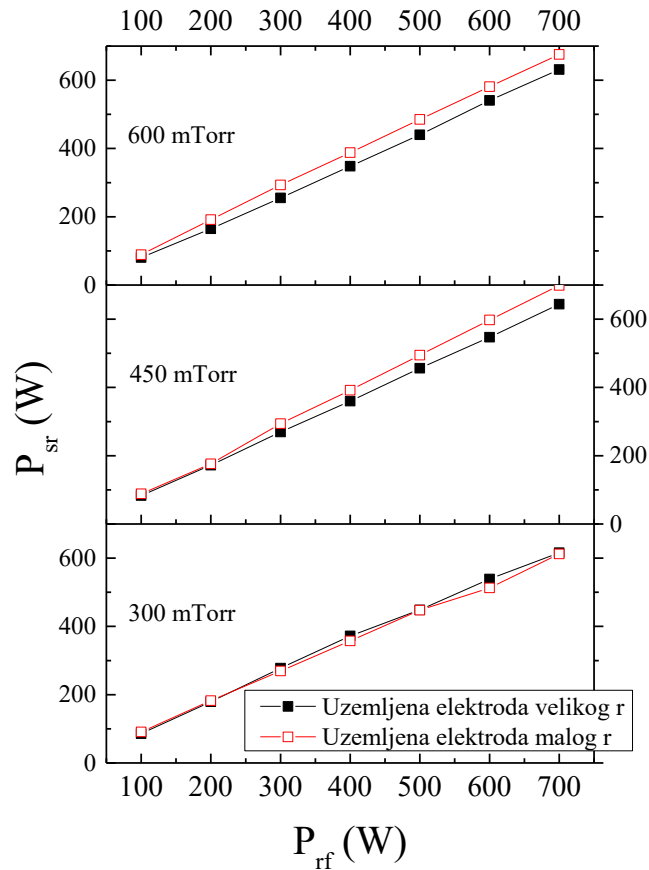 100 200 300 400 500 600 700
600
400
200
0
600 mTorr
600
400
200
0
450 mTorr
P_sr (W)
600
400
200
0
300 mTorr
Uzemljena elektroda velikog r
Uzemljena elektroda malog r
100 200 300 400 500 600 700
P_rf (W)